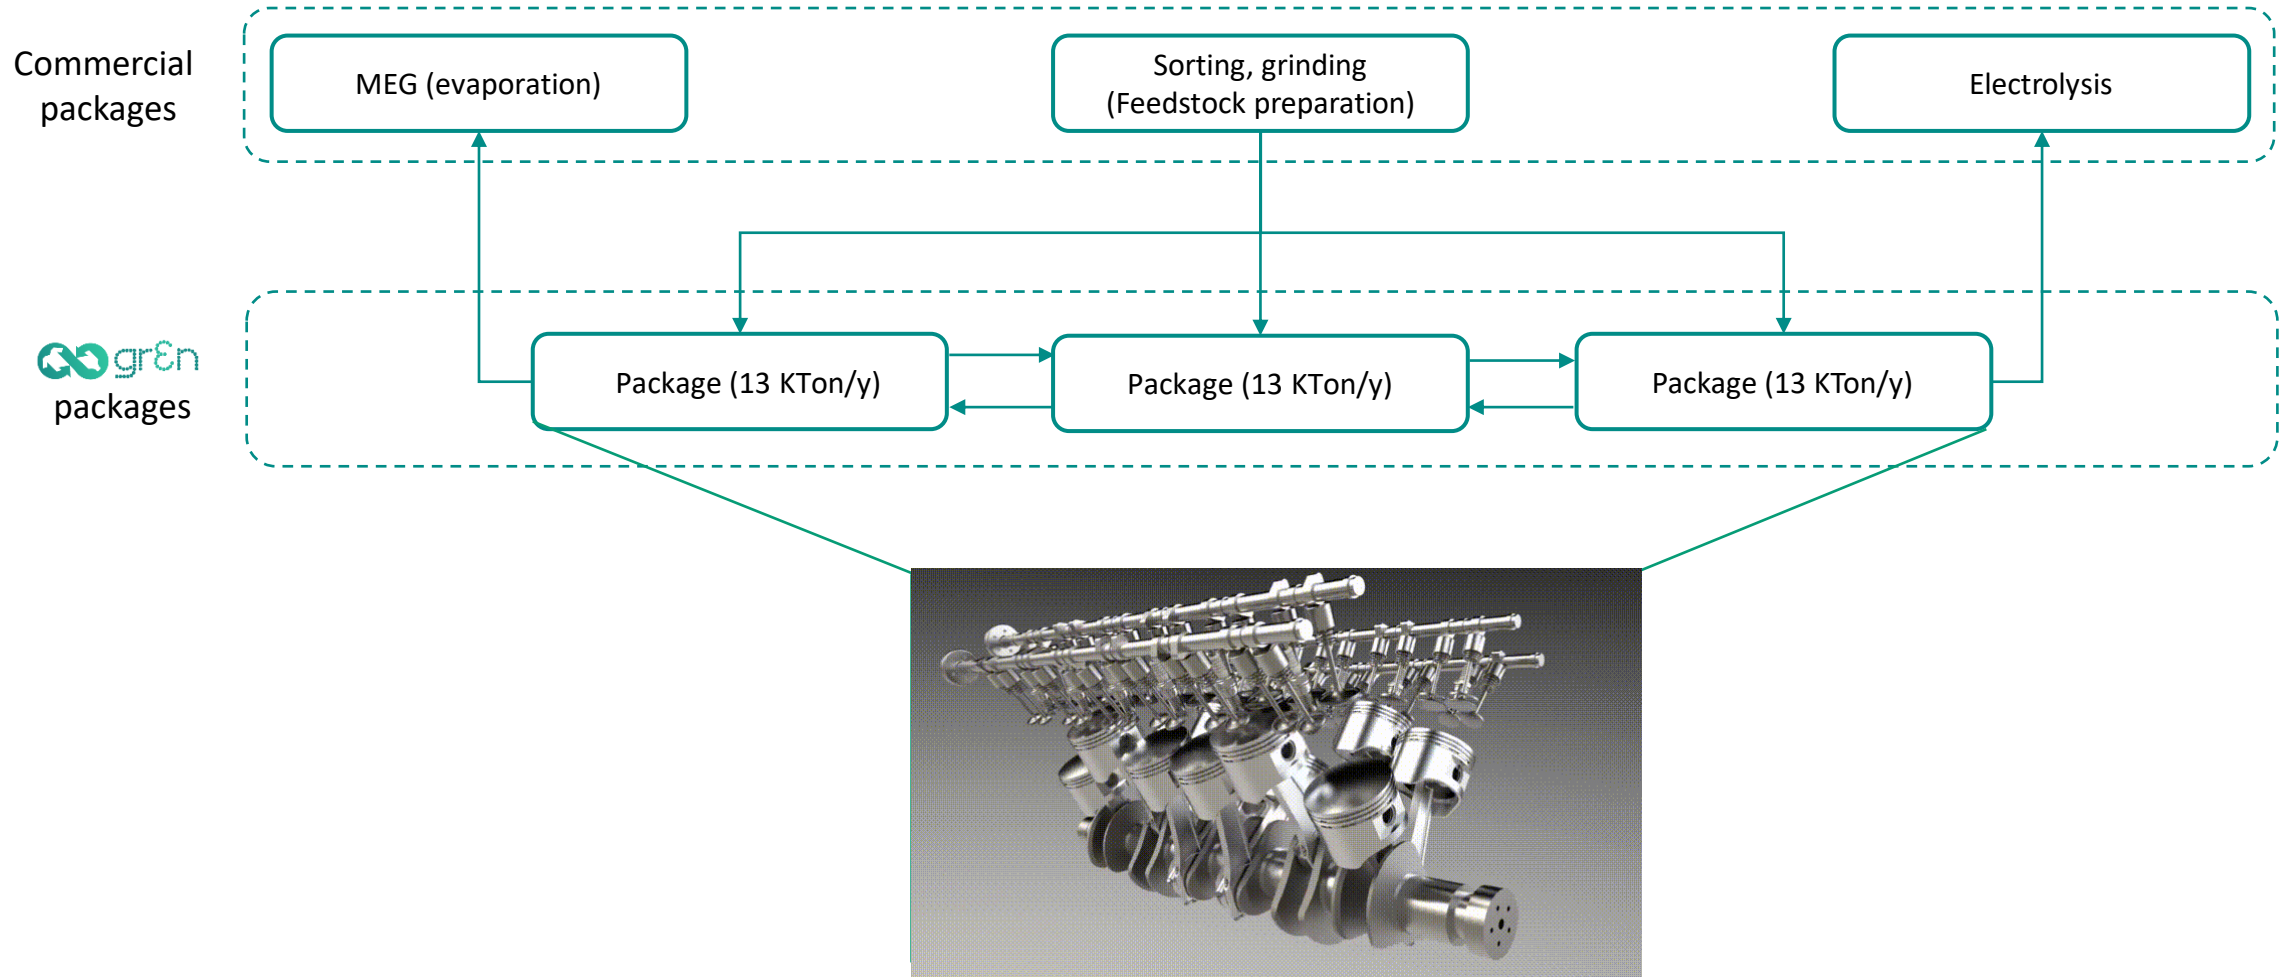 Commercial
packages
MEG (evaporation)
Sorting, grinding
(Feedstock preparation)
Electrolysis
grεn
packages
Package (13 KTon/y)
Package (13 KTon/y)
Package (13 KTon/y)